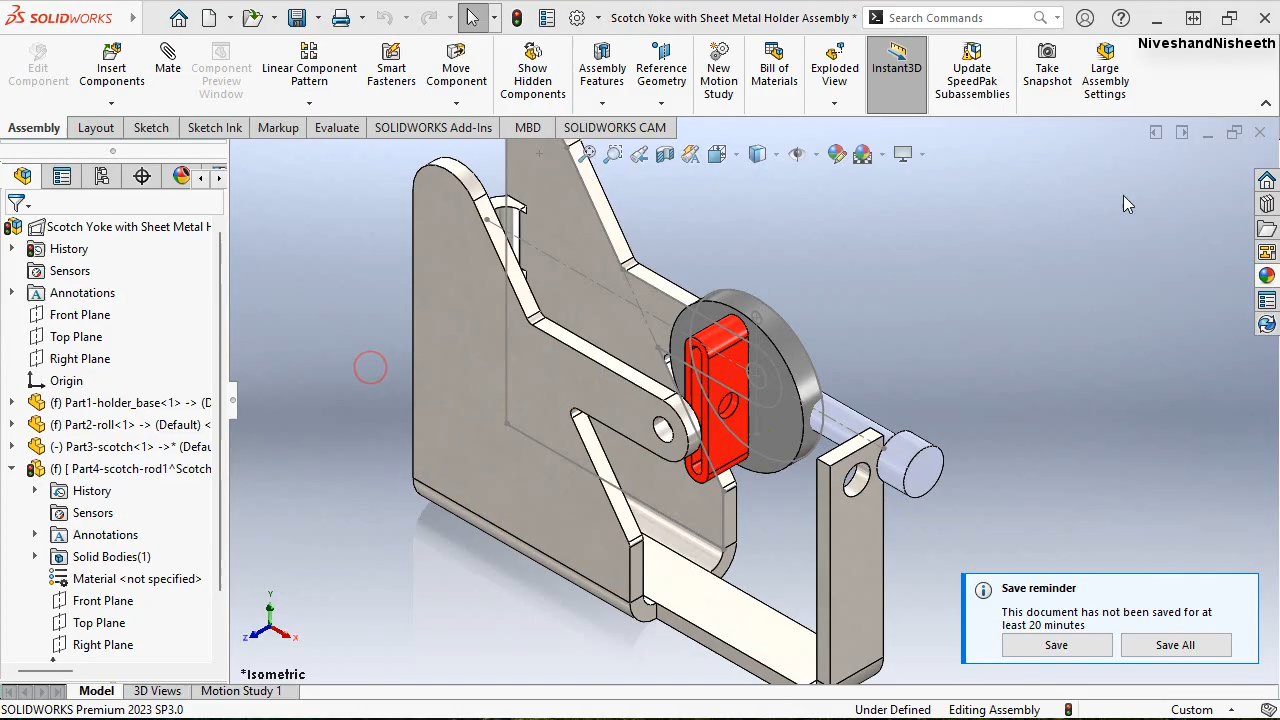 SOLIDWORKS
Scotch Yoke with Sheet Metal Holder Assembly *
Search Commands
NiveshandNisheeth
Edit Component
Insert Components
Mate
Component Preview Window
Linear Component Pattern
Smart Fasteners
Move Component
Show Hidden Components
Assembly Features
Reference Geometry
New Motion Study
Bill of Materials
Exploded View
Instant3D
Update SpeedPak Subassemblies
Take Snapshot
Large Assembly Settings
Assembly Layout Sketch Sketch Ink Markup Evaluate SOLIDWORKS Add-Ins MBD SOLIDWORKS CAM
Scotch Yoke with Sheet Metal H
History
Sensors
Annotations
Front Plane
Top Plane
Right Plane
Origin
(f) Part1-holder_base<1> -> (D
(f) Part2-roll<1> -> (Default) <
(-) Part3-scotch<1> ->* (Defau
(f) [ Part4-scotch-rod1^Scotch
History
Sensors
Annotations
Solid Bodies(1)
Material <not specified>
Front Plane
Top Plane
Right Plane
Y
Z
X
*Isometric
Save reminder
This document has not been saved for at
least 20 minutes
Save Save All
Model 3D Views Motion Study 1
SOLIDWORKS Premium 2023 SP3.0
Under Defined Editing Assembly Custom